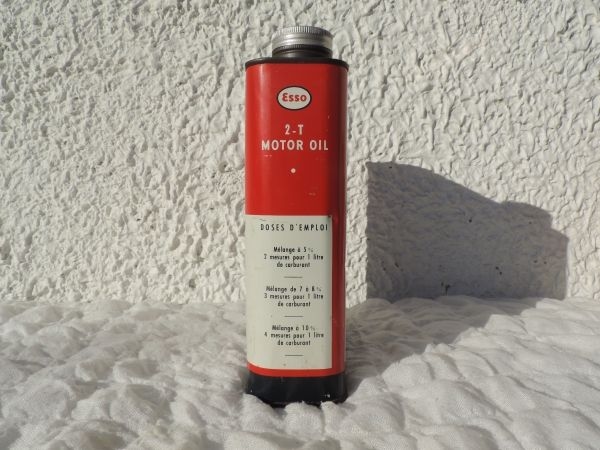 Esso
2-T
MOTOR OIL
DOSES D'EMPLOI
Mélange à 5%
2 mesures pour 1 litre
de carburant
Mélange de 7 à 8%
3 mesures pour 1 litre
de carburant
Mélange à 10%
4 mesures pour 1 litre
de carburant